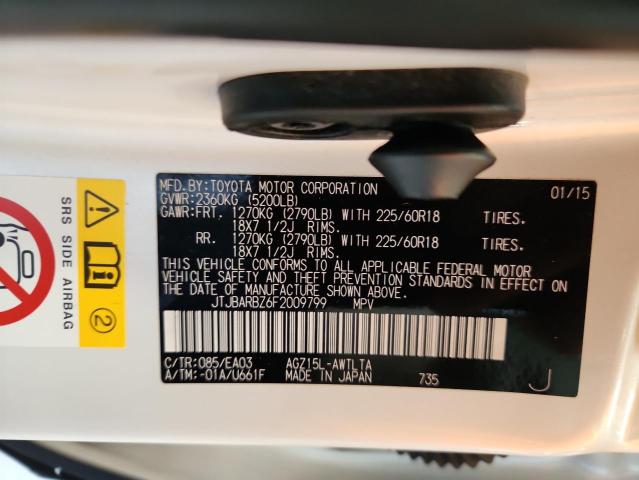 MFD.BY:TOYOTA MOTOR CORPORATION 01/15
GVWR:2360KG (5200LB)
GAWR:FRT. 1270KG (2790LB) WITH 225/60R18 TIRES.
18X7 1/2J RIMS.
RR. 1270KG (2790LB) WITH 225/60R18 TIRES.
18X7 1/2J RIMS.
THIS VEHICLE CONFORMS TO ALL APPLICABLE FEDERAL MOTOR
VEHICLE SAFETY AND THEFT PREVENTION STANDARDS IN EFFECT ON
THE DATE OF MANUFACTURE SHOWN ABOVE.
JTJBARBZ6F2009799 MPV
C/TR:085/EA03 AGZ15L-AWTLTA
A/TM:-01A/U661F MADE IN JAPAN 735 J
SRS SIDE AIRBAG
2